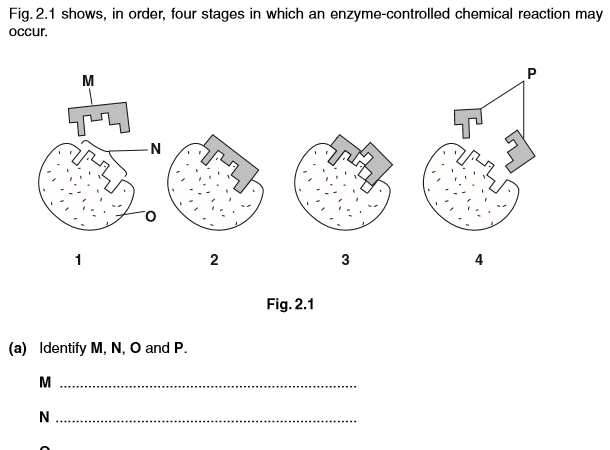 Fig. 2.1 shows, in order, four stages in which an enzyme-controlled chemical reaction may
occur.
M
P
N
O
1 2 3 4
Fig. 2.1
(a) Identify M, N, O and P.
M ..........................................................................
N ..........................................................................